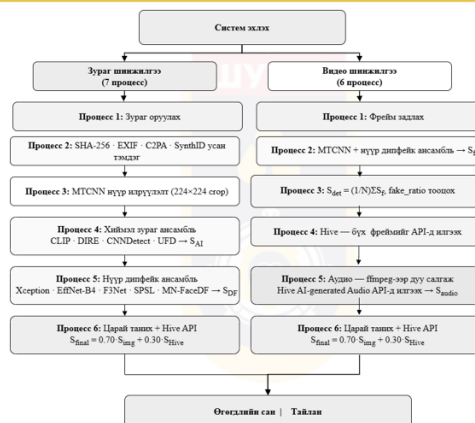 Систем эхлэх
Зураг шинжилгээ
(7 процесс)
Видео шинжилгээ
(6 процесс)
Процесс 1: Зураг оруулах
Процесс 1: Фрейм задлах
Процесс 2: SHA-256 · EXIF · C2PA · SynthID усан
тэмдэг
Процесс 2: MTCNN + нүүр дипфейк ансамбль → S_f
Процесс 3: MTCNN нүүр илрүүлэлт (224×224 crop)
Процесс 3: S_det = (1/N)ΣS_f, fake_ratio тооцох
Процесс 4: Хиймэл зураг ансамбль
CLIP · DIRE · CNNDetect · UFD → S_AI
Процесс 4: Hive — бүх фреймийг API-д илгээх
Процесс 5: Нүүр дипфейк ансамбль
Xception · EffNet-B4 · F3Net · SPSL · MN-FaceDF → S_DF
Процесс 5: Аудио — ffmpeg-ээр дуу салгаж
Hive AI-generated Audio API-д илгээх → S_audio
Процесс 6: Царай таних + Hive API
S_final = 0.70·S_img + 0.30·S_Hive
Процесс 6: Царай таних + Hive API
S_final = 0.70·S_img + 0.30·S_Hive
Өгөгдлийн сан | Тайлан